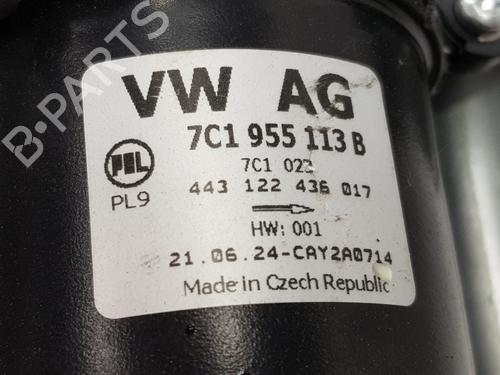 VW AG
7C1 955 113 B
7C1 022
PEL
443 122 436 017
PL9
HW: 001
21.06.24-CAY2A0714
Made in Czech Republic
B-PARTS